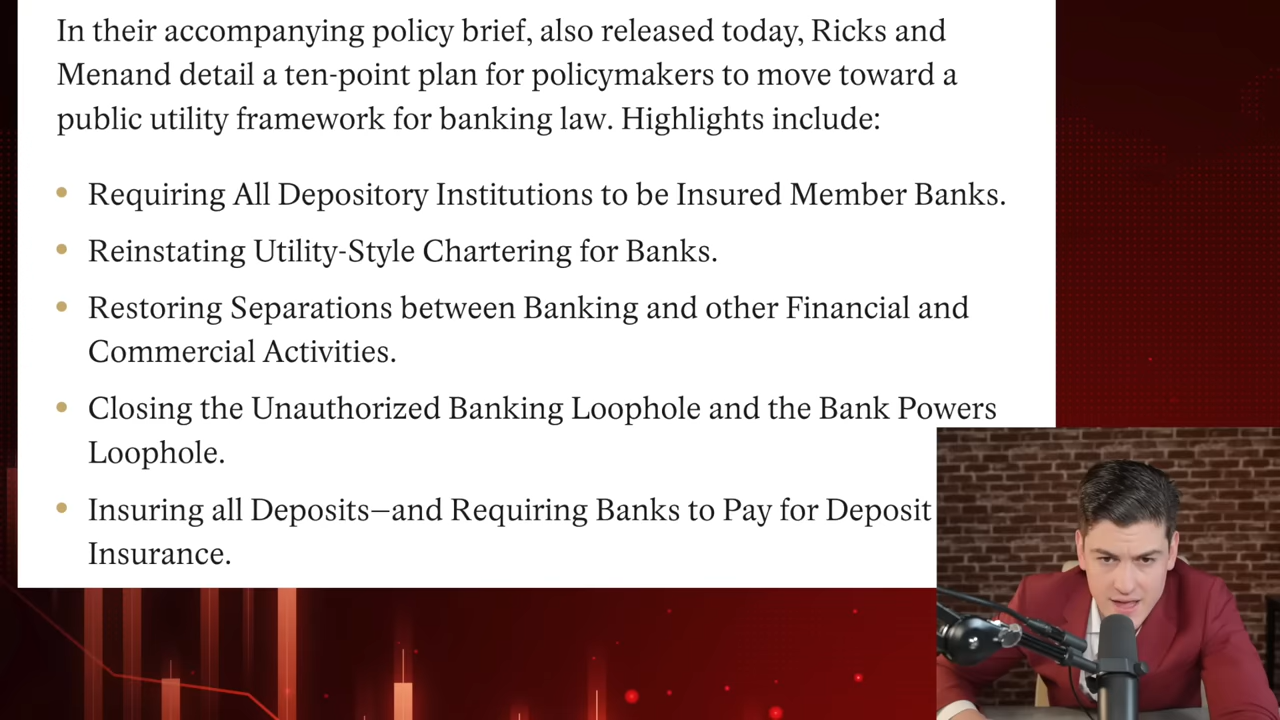 In their accompanying policy brief, also released today, Ricks and
Menand detail a ten-point plan for policymakers to move toward a
public utility framework for banking law. Highlights include:
• Requiring All Depository Institutions to be Insured Member Banks.
• Reinstating Utility-Style Chartering for Banks.
• Restoring Separations between Banking and other Financial and
Commercial Activities.
• Closing the Unauthorized Banking Loophole and the Bank Powers
Loophole.
• Insuring all Deposits—and Requiring Banks to Pay for Deposit
Insurance.